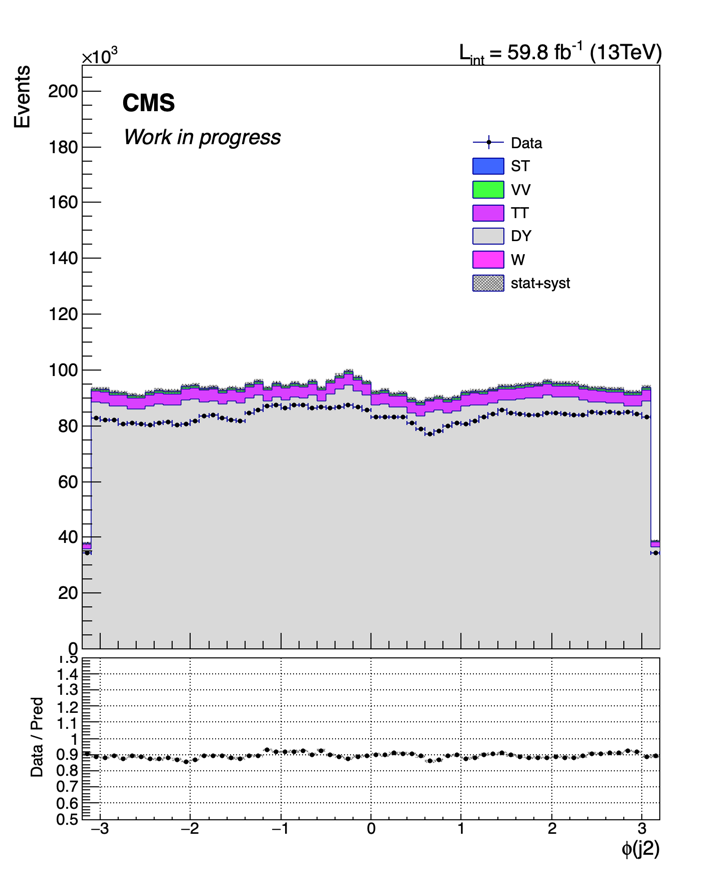 ×10³
L_int = 59.8 fb⁻¹ (13TeV)
Events
CMS
Work in progress
Data
ST
VV
TT
DY
W
stat+syst
200
180
160
140
120
100
80
60
40
20
0
Data / Pred
1.5
1.4
1.3
1.2
1.1
1
0.9
0.8
0.7
0.6
0.5
−3 −2 −1 0 1 2 3
ϕ(j2)